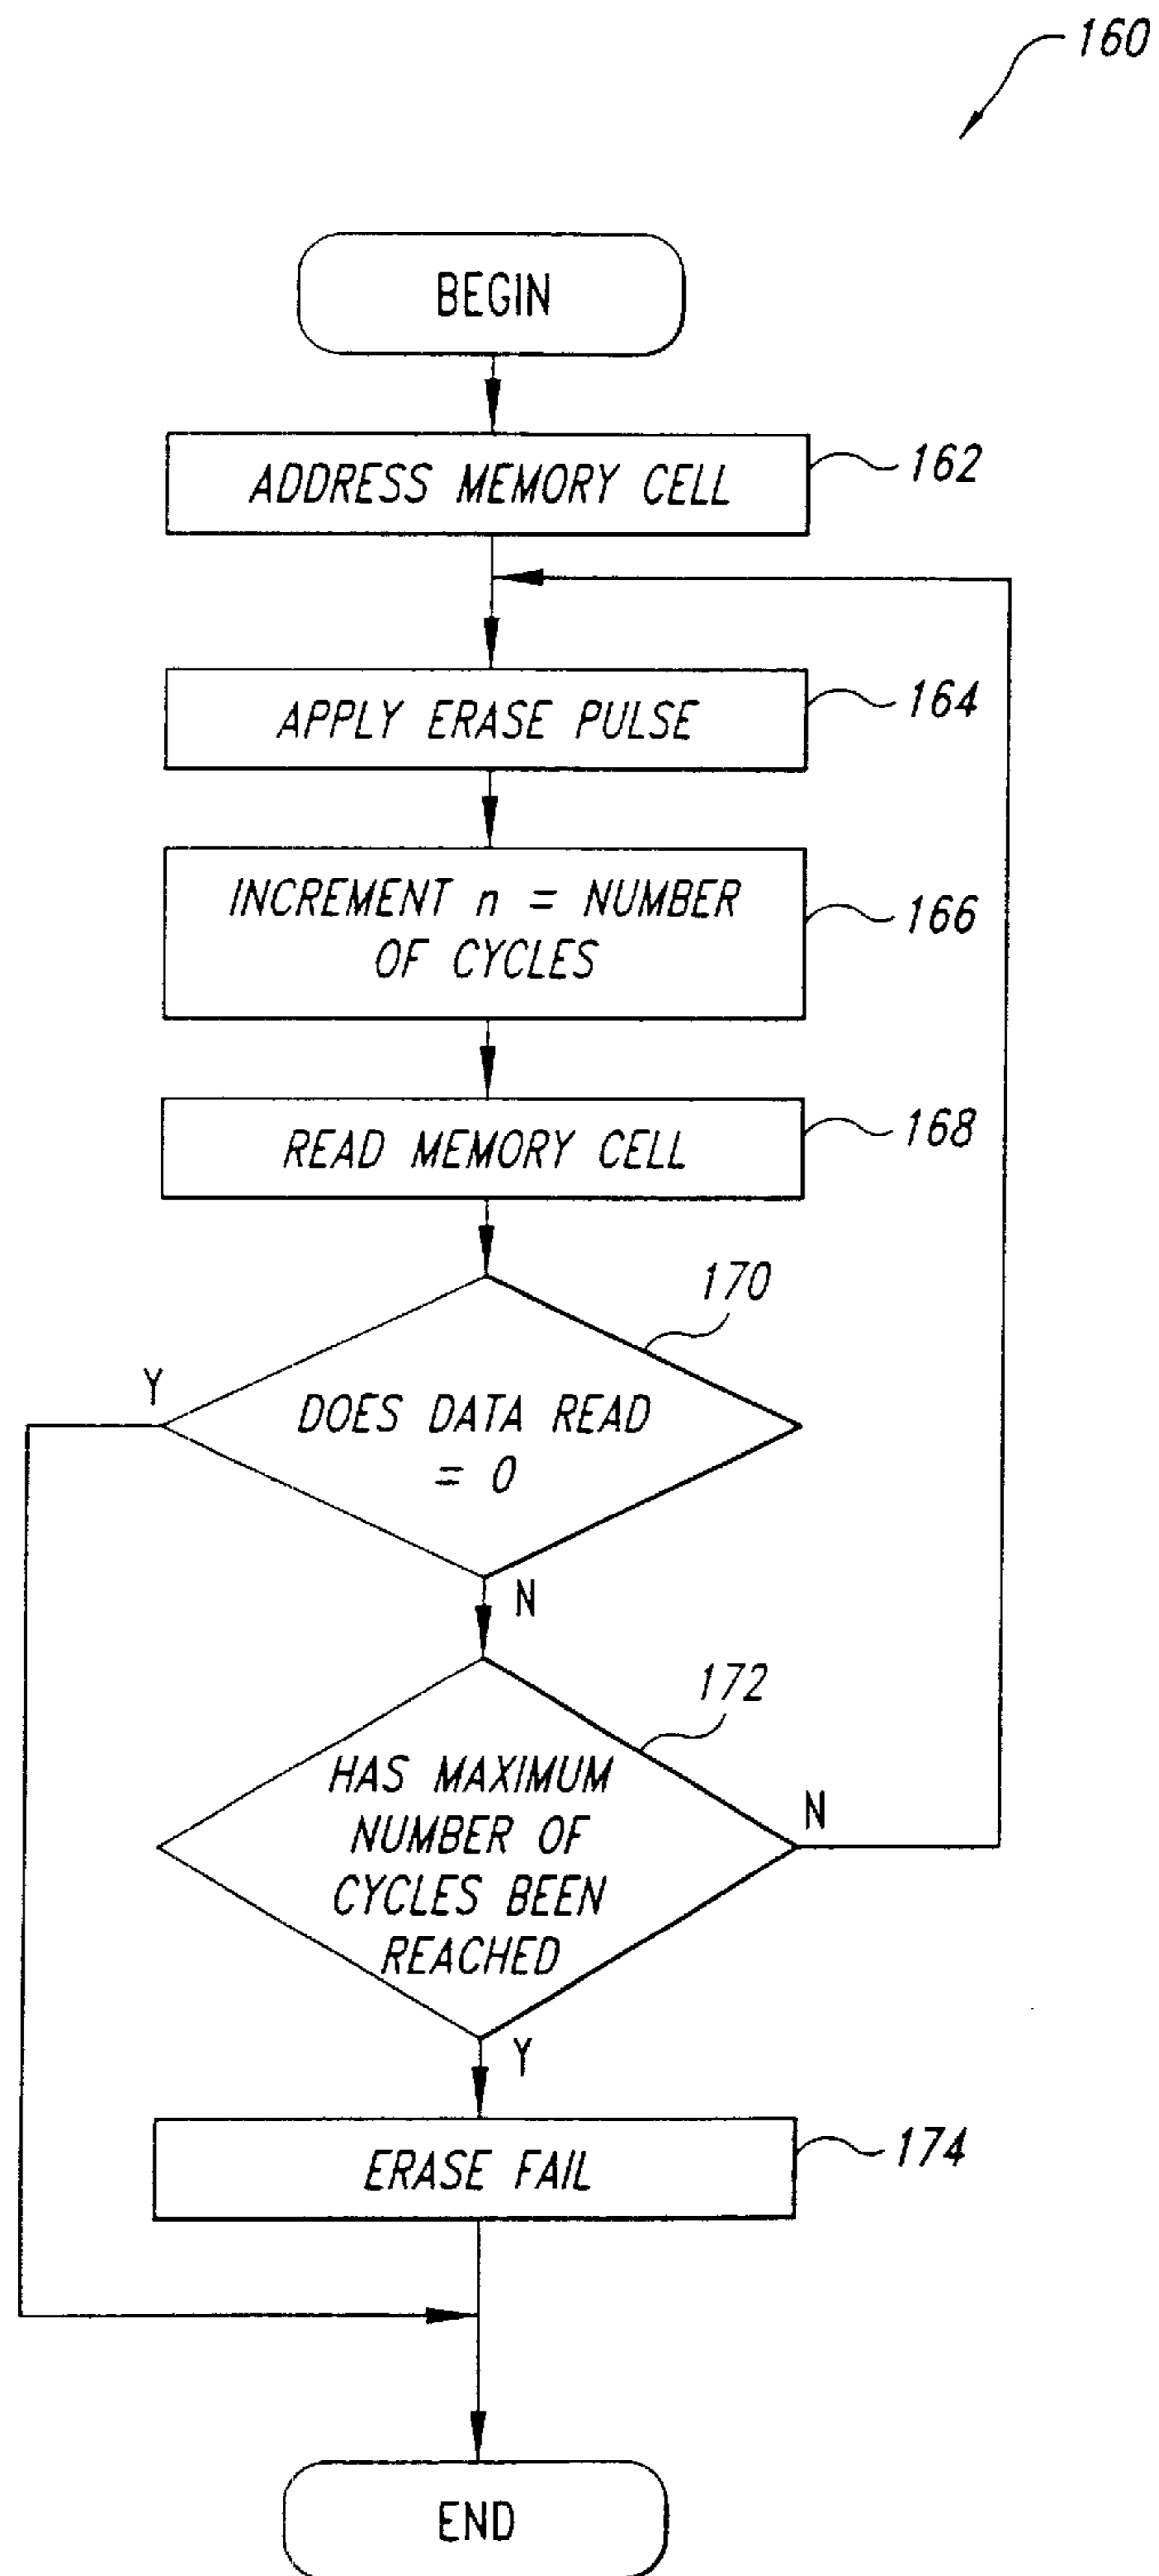 160
BEGIN
ADDRESS MEMORY CELL
162
APPLY ERASE PULSE
164
INCREMENT n = NUMBER
OF CYCLES
166
READ MEMORY CELL
168
170
Y
DOES DATA READ
= 0
N
172
HAS MAXIMUM
NUMBER OF
CYCLES BEEN
REACHED
N
Y
ERASE FAIL
174
END